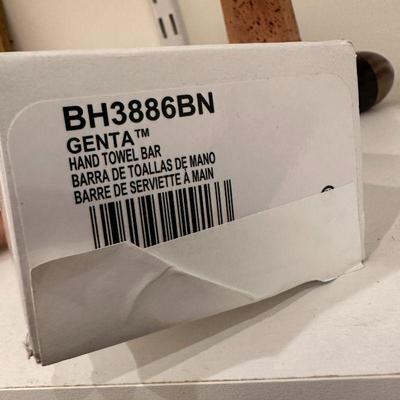 BH3886BN
GENTA™
HAND TOWEL BAR
BARRA DE TOALLAS DE MANO
BARRE DE SERVIETTE À MAIN